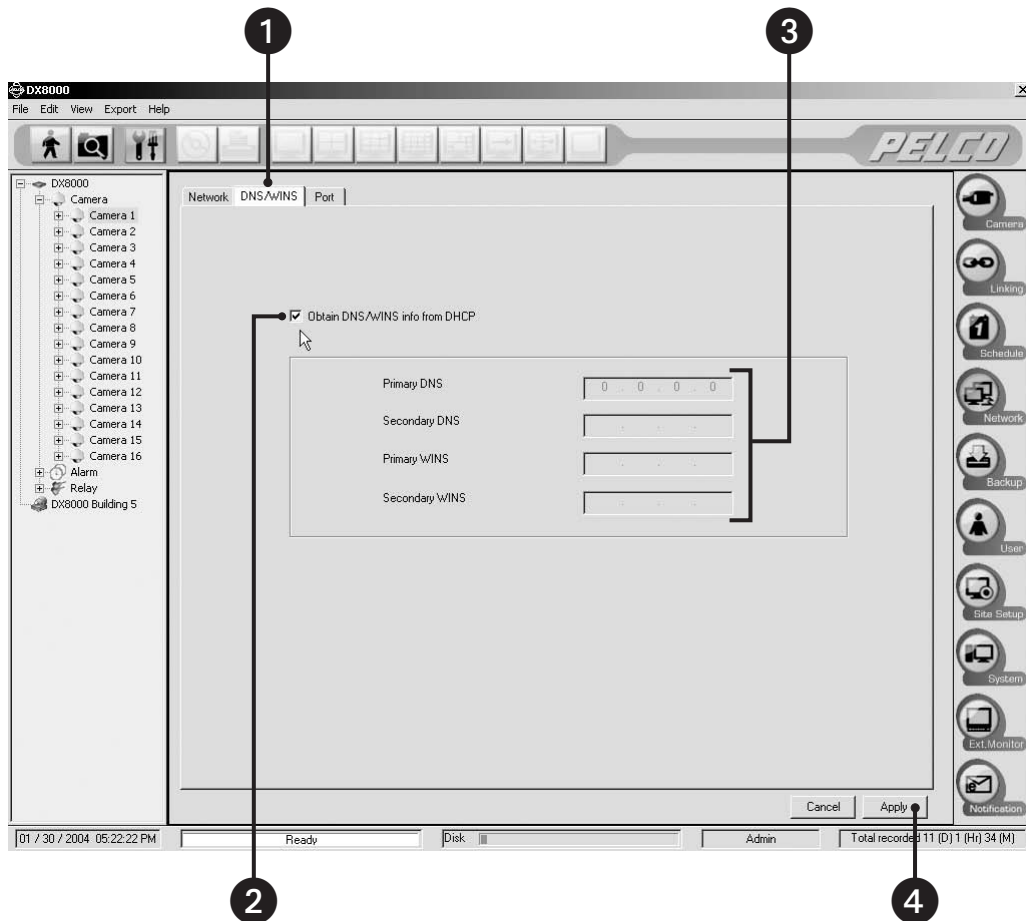 1
3
DX8000
File Edit View Export Help
PELCO
DX8000
Camera
Camera 1
Camera 2
Camera 3
Camera 4
Camera 5
Camera 6
Camera 7
Camera 8
Camera 9
Camera 10
Camera 11
Camera 12
Camera 13
Camera 14
Camera 15
Camera 16
Alarm
Relay
DX8000 Building 5
Network DNS/WINS Port
2
Obtain DNS/WINS info from DHCP
Primary DNS 0 . 0 . 0 . 0
Secondary DNS . . .
Primary WINS . . .
Secondary WINS . . .
Camera
Linking
1
Schedule
Network
Backup
User
Site Setup
System
Ext.Monitor
Notification
Cancel Apply
01 / 30 / 2004 05:22:22 PM Ready Disk Admin Total recorded 11 (D) 1 (Hr) 34 (M)
2
4